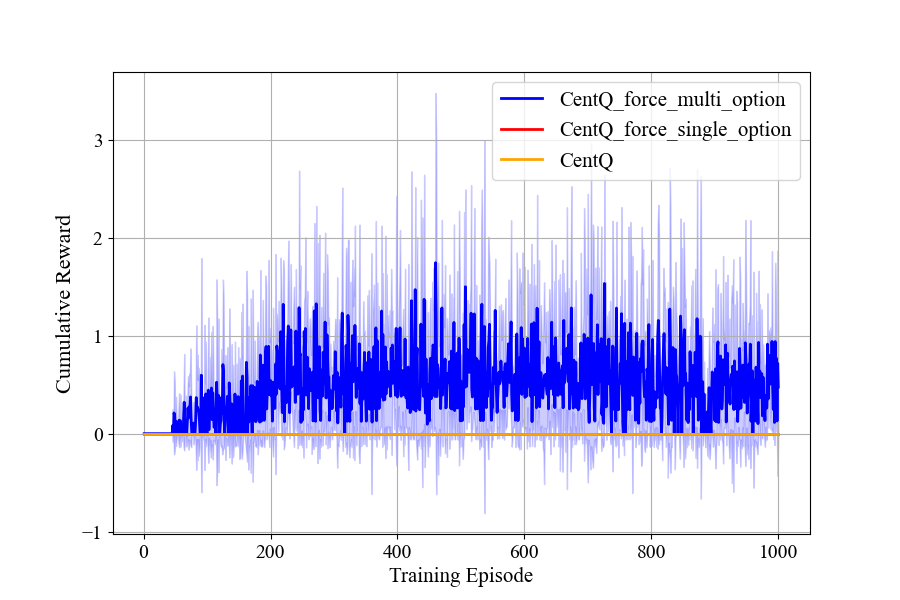 CentQ_force_multi_option
CentQ_force_single_option
CentQ
Cumulative Reward
3
2
1
0
−1
0 200 400 600 800 1000
Training Episode